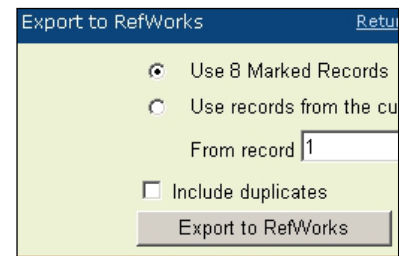 Export to RefWorks Retu
Use 8 Marked Records
Use records from the cu
From record 1
Include duplicates
Export to RefWorks